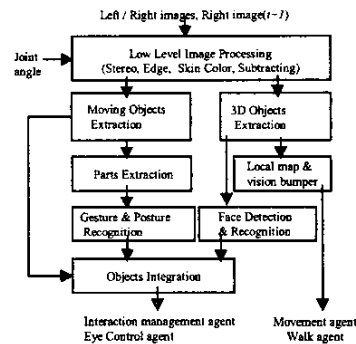 Left / Right images, Right image(t-1)
Joint
angle
Low Level Image Processing
(Stereo, Edge, Skin Color, Subtracting)
Moving Objects
Extraction
3D Objects
Extraction
Parts Extraction
Local map &
vision bumper
Gesture & Posture
Recognition
Face Detection
& Recognition
Objects Integration
Interaction management agent
Eye Control agent
Movement agent
Walk agent